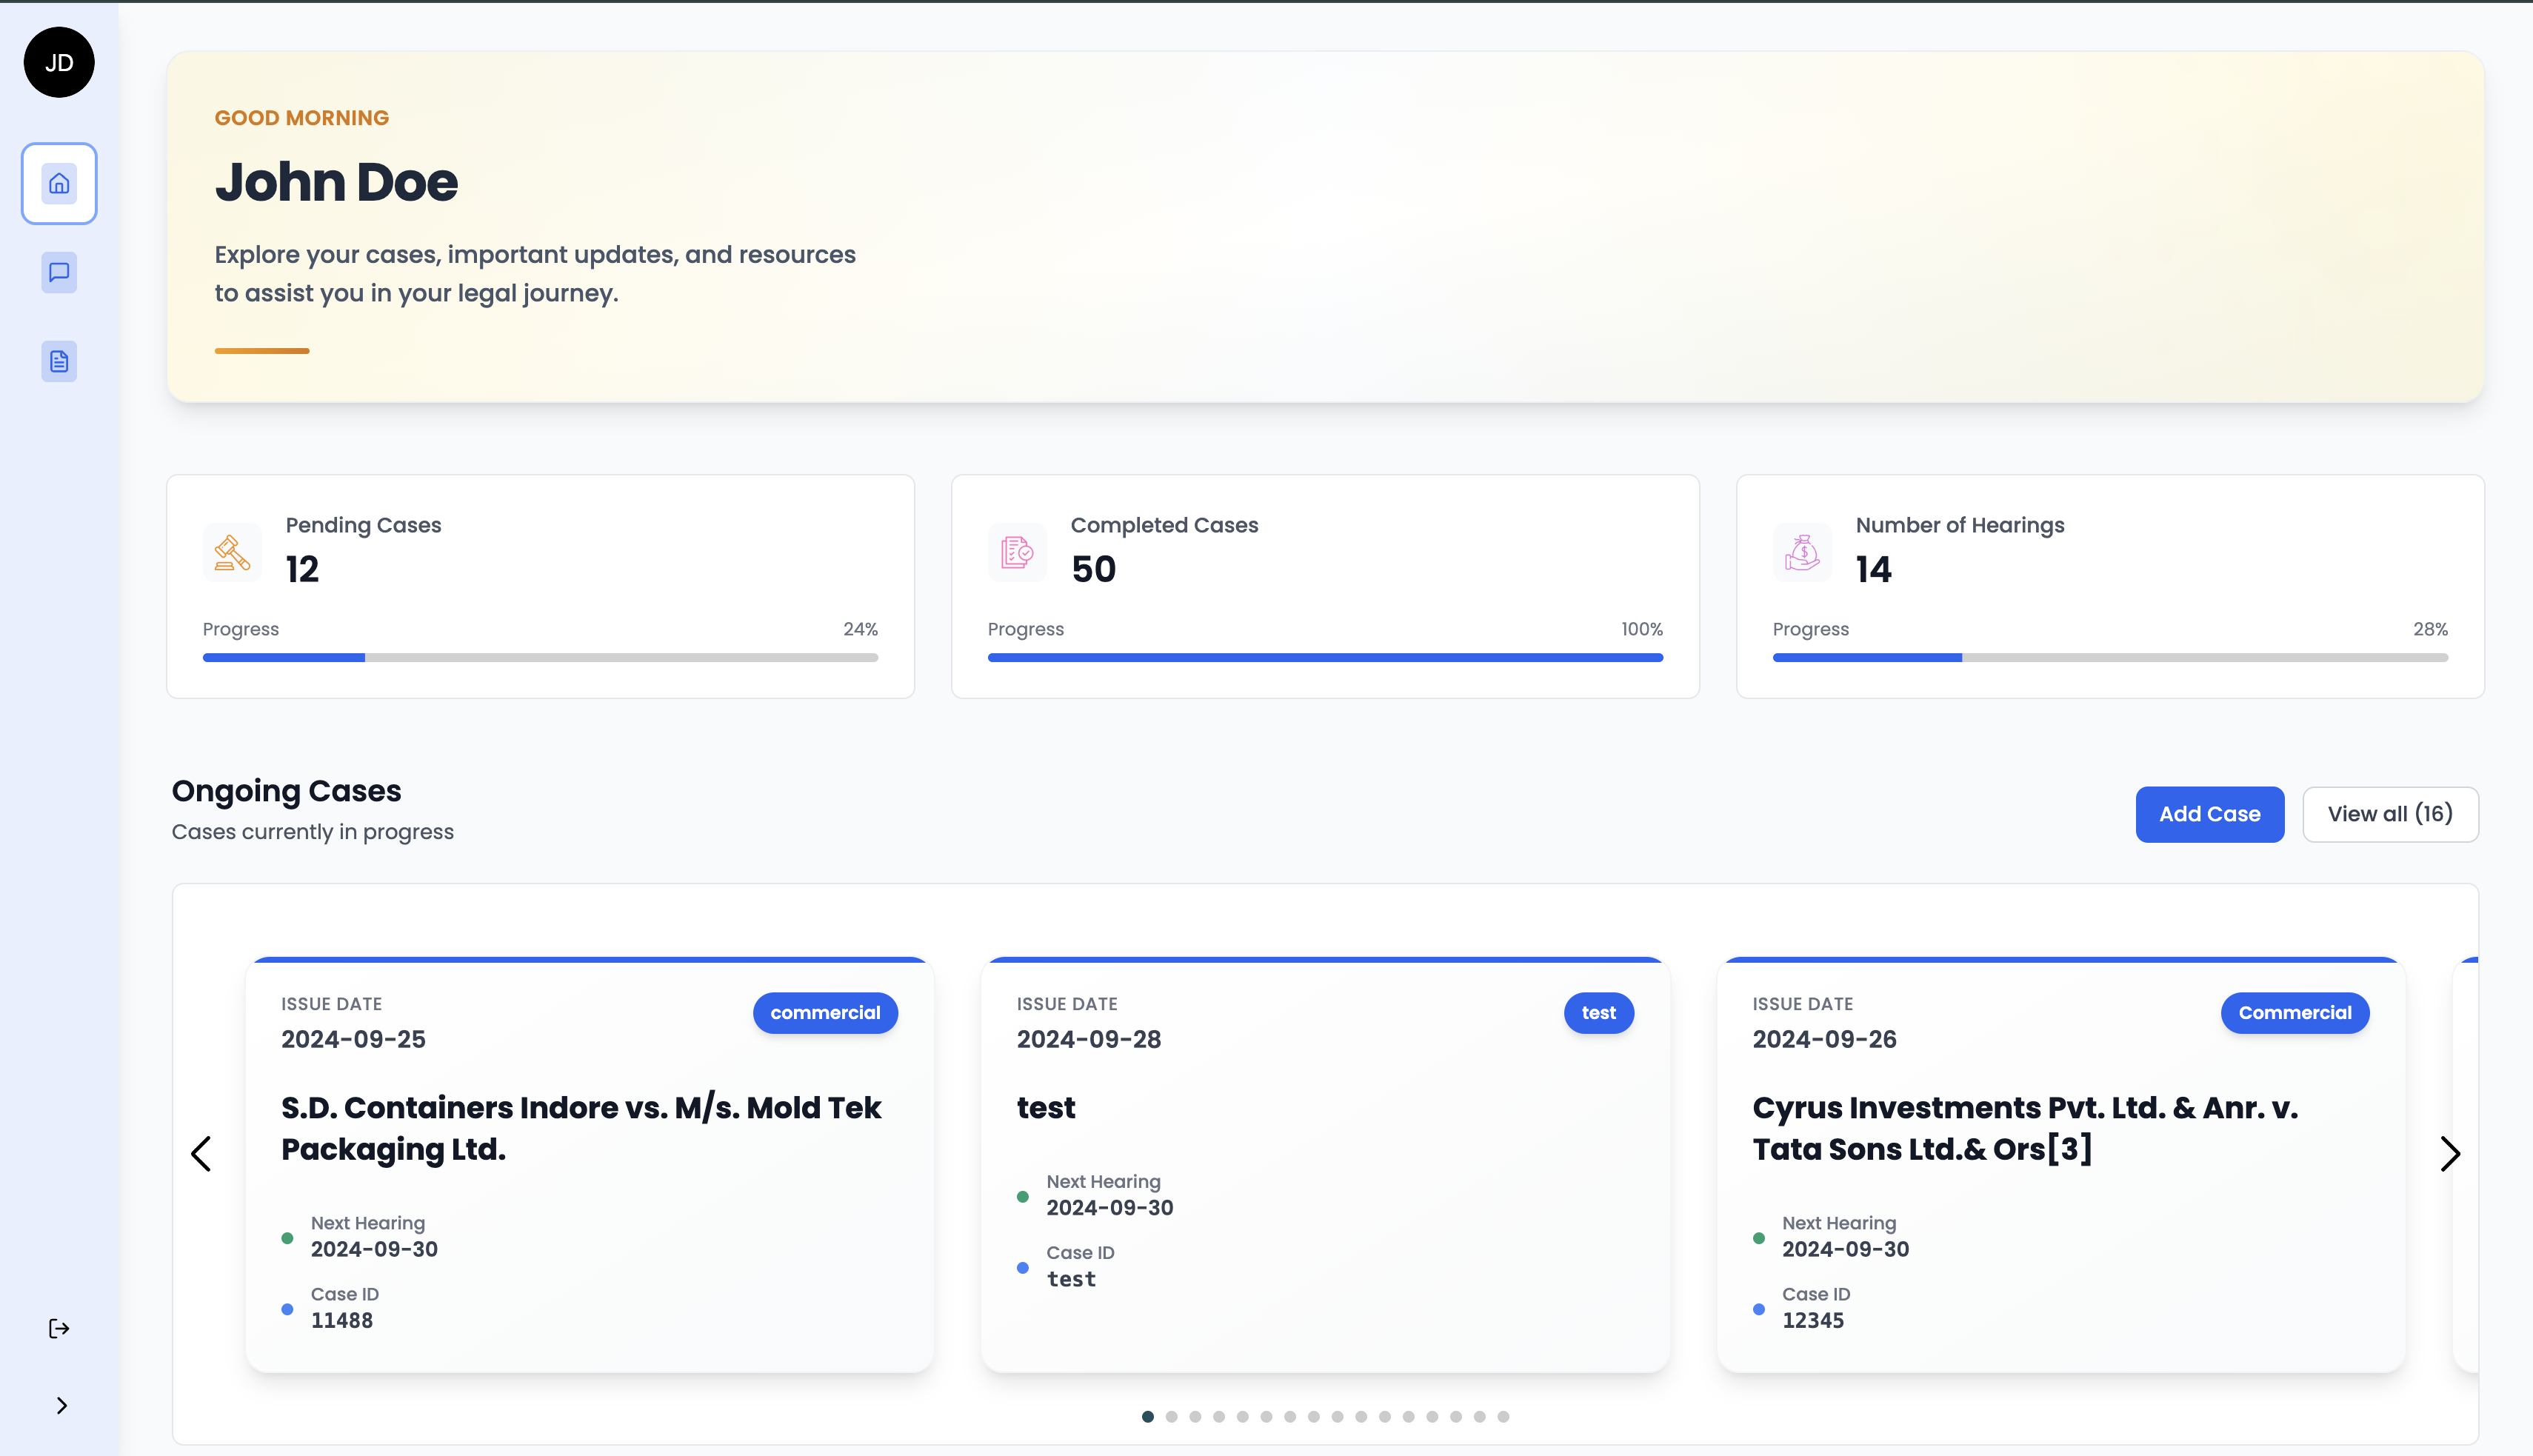 JD
GOOD MORNING
John Doe
Explore your cases, important updates, and resources
to assist you in your legal journey.
Pending Cases
12
Progress
24%
Completed Cases
50
Progress
100%
Number of Hearings
$
14
Progress
28%
Ongoing Cases
Cases currently in progress
Add Case
View all (16)
ISSUE DATE
commercial
2024-09-25
S.D. Containers Indore vs. M/s. Mold Tek
Packaging Ltd.
Next Hearing
2024-09-30
Case ID
11488
ISSUE DATE
test
2024-09-28
test
Next Hearing
2024-09-30
Case ID
test
ISSUE DATE
Commercial
2024-09-26
Cyrus Investments Pvt. Ltd. & Anr. v.
Tata Sons Ltd.& Ors[3]
Next Hearing
2024-09-30
Case ID
12345